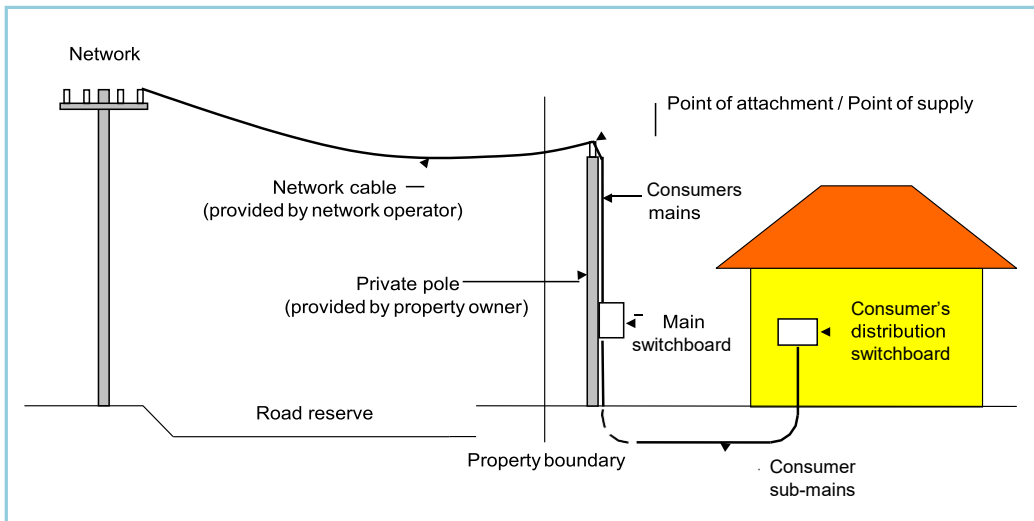 Network
Point of attachment / Point of supply
Network cable
(provided by network operator)
Consumers
mains
Private pole
(provided by property owner)
Main
switchboard
Consumer's
distribution
switchboard
Road reserve
Property boundary
Consumer
sub-mains